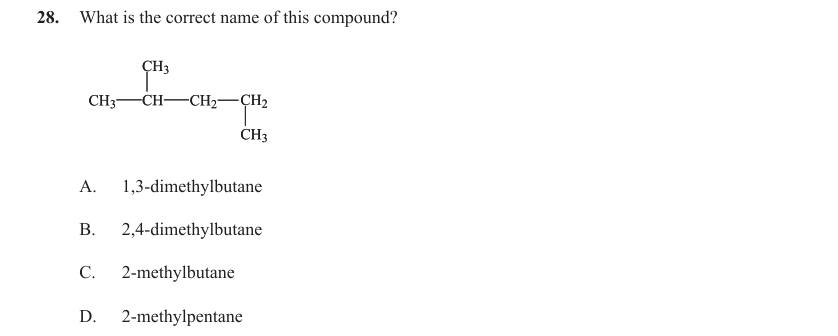 28. What is the correct name of this compound?
CH3
CH3—CH—CH2—CH2
CH3
A. 1,3-dimethylbutane
B. 2,4-dimethylbutane
C. 2-methylbutane
D. 2-methylpentane